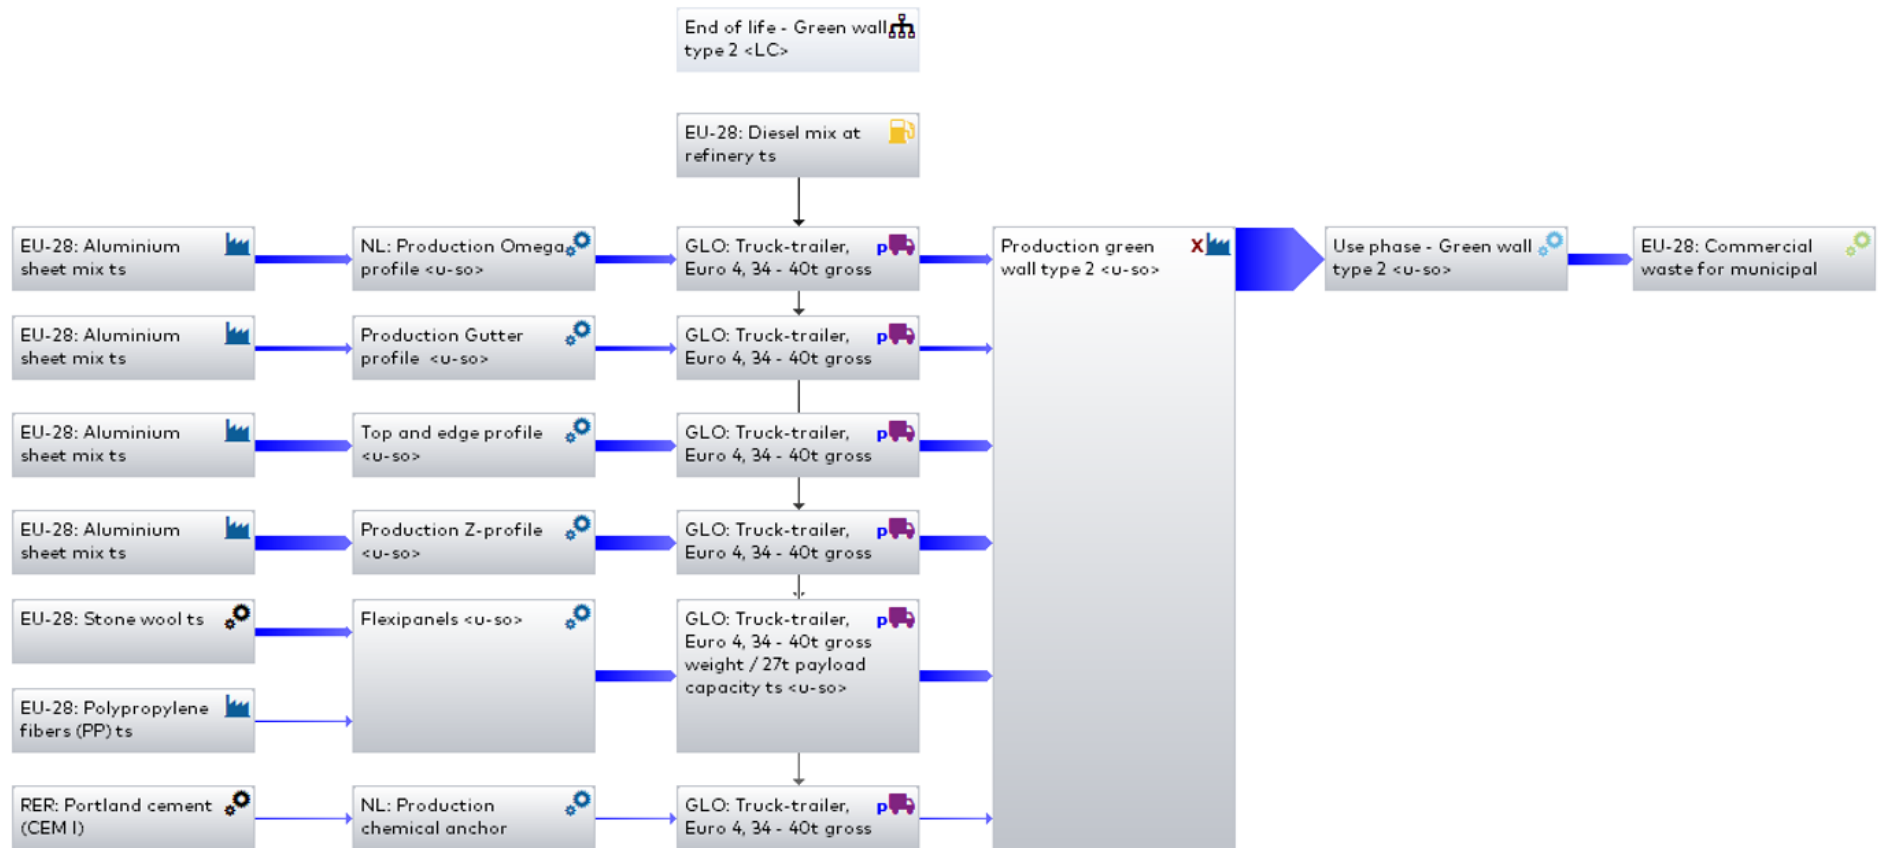 End of life - Green wall
type 2 <LC>
EU-28: Diesel mix at
refinery ts
EU-28: Aluminium
sheet mix ts
NL: Production Omega
profile <u-so>
GLO: Truck-trailer,
Euro 4, 34 - 40t gross
p
Production green
wall type 2 <u-so>
X
Use phase - Green wall
type 2 <u-so>
EU-28: Commercial
waste for municipal
EU-28: Aluminium
sheet mix ts
Production Gutter
profile <u-so>
GLO: Truck-trailer,
Euro 4, 34 - 40t gross
p
EU-28: Aluminium
sheet mix ts
Top and edge profile
<u-so>
GLO: Truck-trailer,
Euro 4, 34 - 40t gross
p
EU-28: Aluminium
sheet mix ts
Production Z-profile
<u-so>
GLO: Truck-trailer,
Euro 4, 34 - 40t gross
p
EU-28: Stone wool ts
Flexipanels <u-so>
GLO: Truck-trailer,
Euro 4, 34 - 40t gross
weight / 27t payload
capacity ts <u-so>
p
EU-28: Polypropylene
fibers (PP) ts
RER: Portland cement
(CEM I)
NL: Production
chemical anchor
GLO: Truck-trailer,
Euro 4, 34 - 40t gross
p